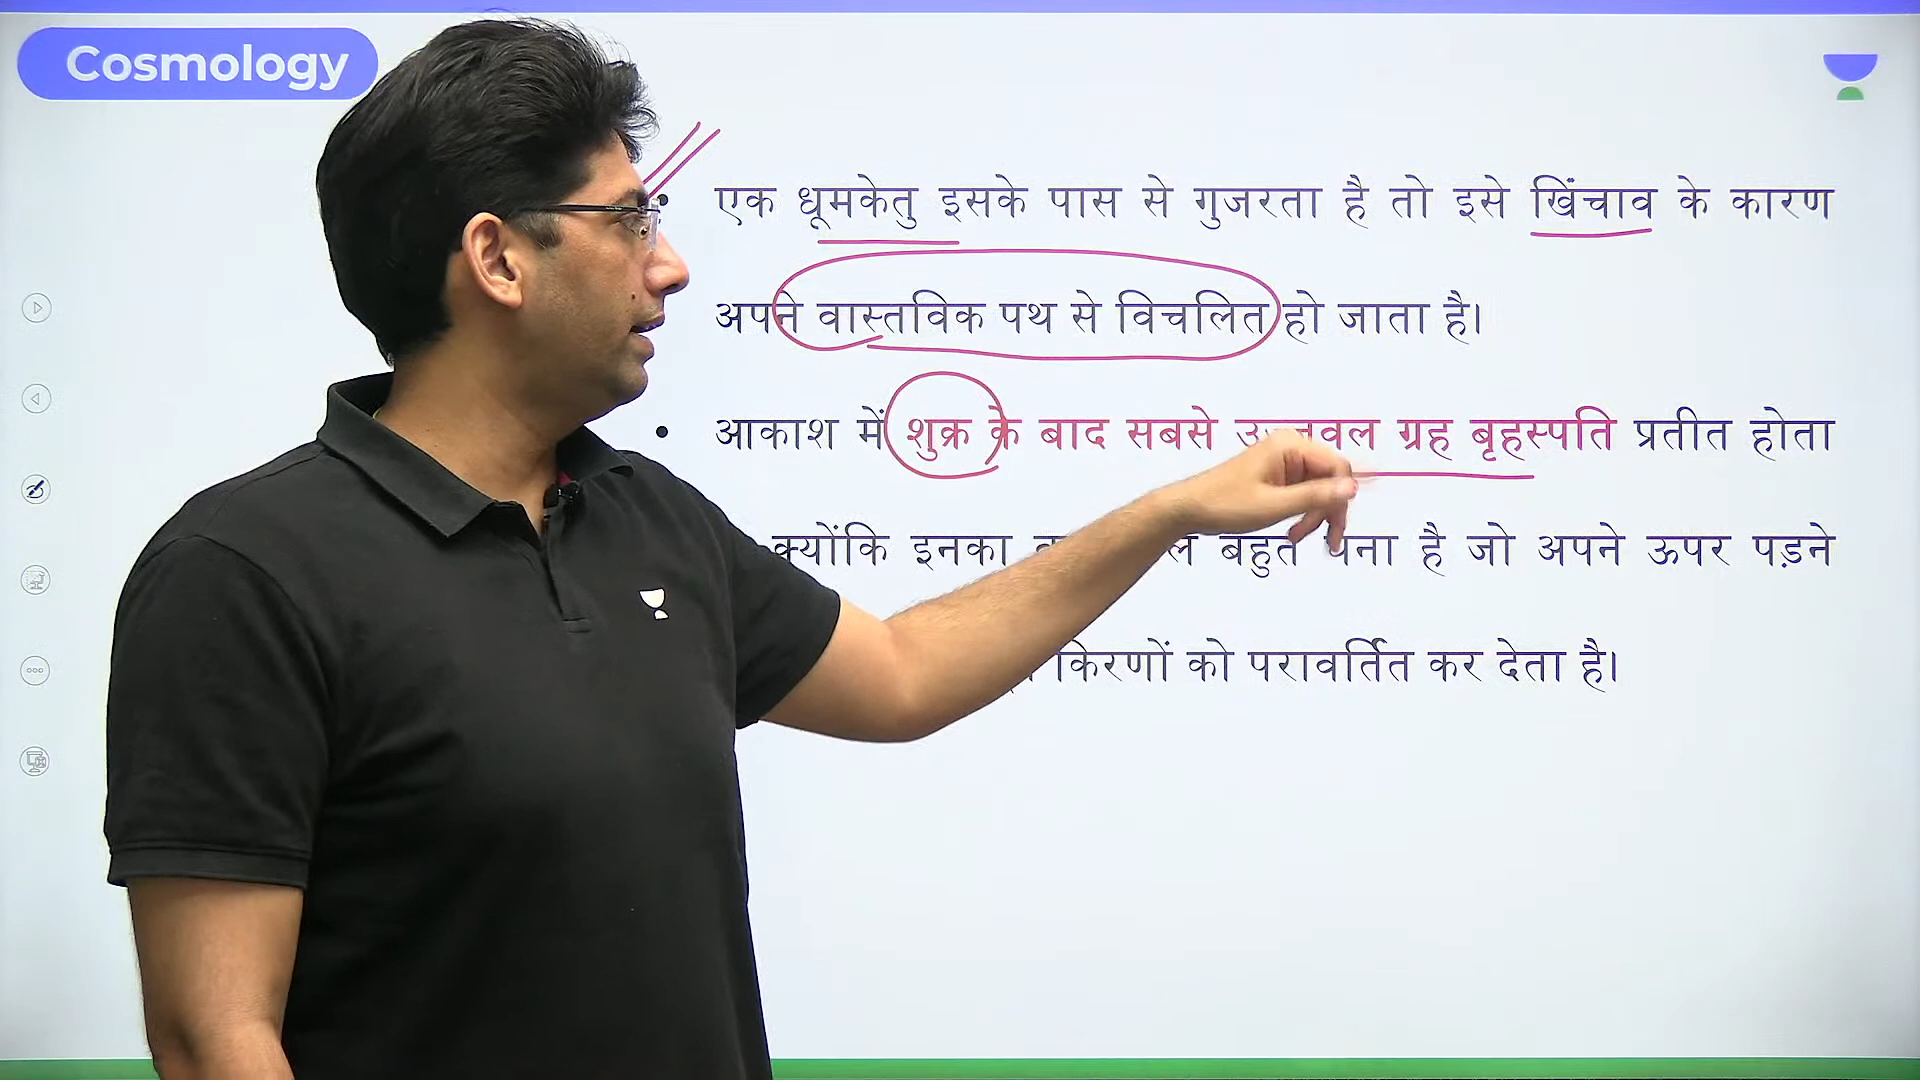 Cosmology
एक धूमकेतु इसके पास से गुजरता है तो इसे खिंचाव के कारण
अपने वास्तविक पथ से विचलित हो जाता है।
• आकाश में शुक्र के बाद सबसे ग्रह बृहस्पति प्रतीत होता
क्योंकि इनका बहुत है जो अपने ऊपर पड़ने
किरणों को परावर्तित कर देता है।